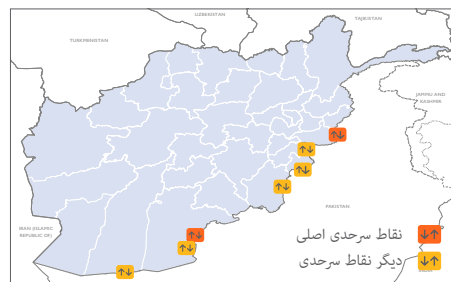 UZBEKISTAN
TAJIKISTAN
TURKMENISTAN
JAMMU AND
KASHMIR
PAKISTAN
IRAN (ISLAMIC
REPUBLIC OF)
نقاط سرحدی اصلی
دیگر نقاط سرحدی